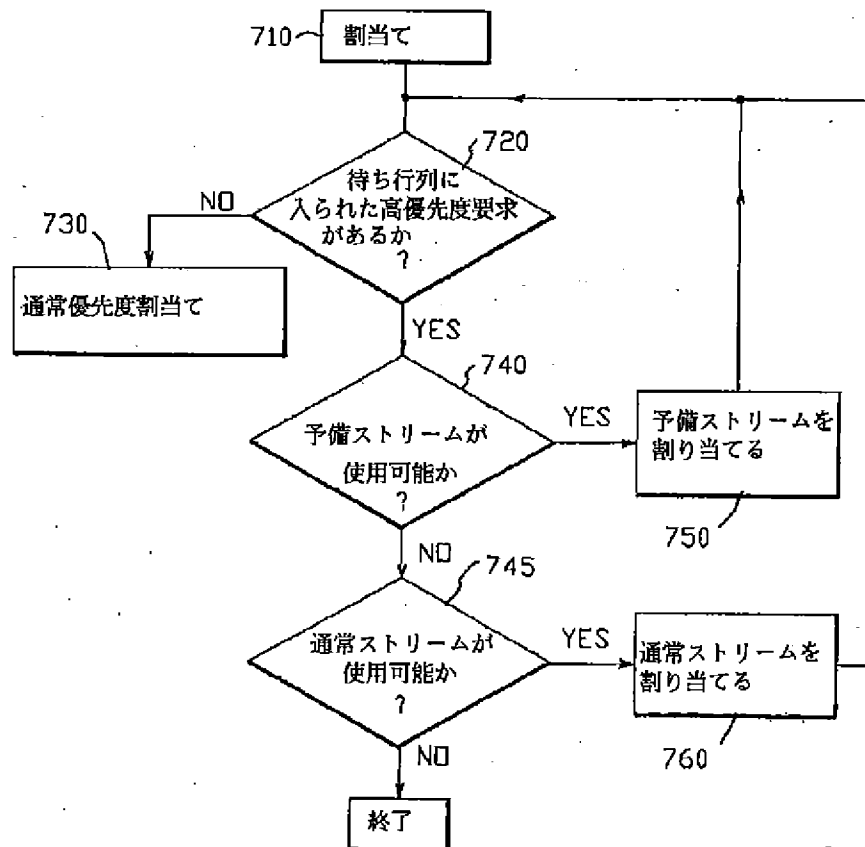 710
割当て
720
待ち行列に
入られた高優先度要求
があるか
?
NO
730
通常優先度割当て
YES
740
予備ストリームが
使用可能か
?
YES
予備ストリームを
割り当てる
750
NO
745
通常ストリームが
使用可能か
?
YES
通常ストリームを
割り当てる
760
NO
終了